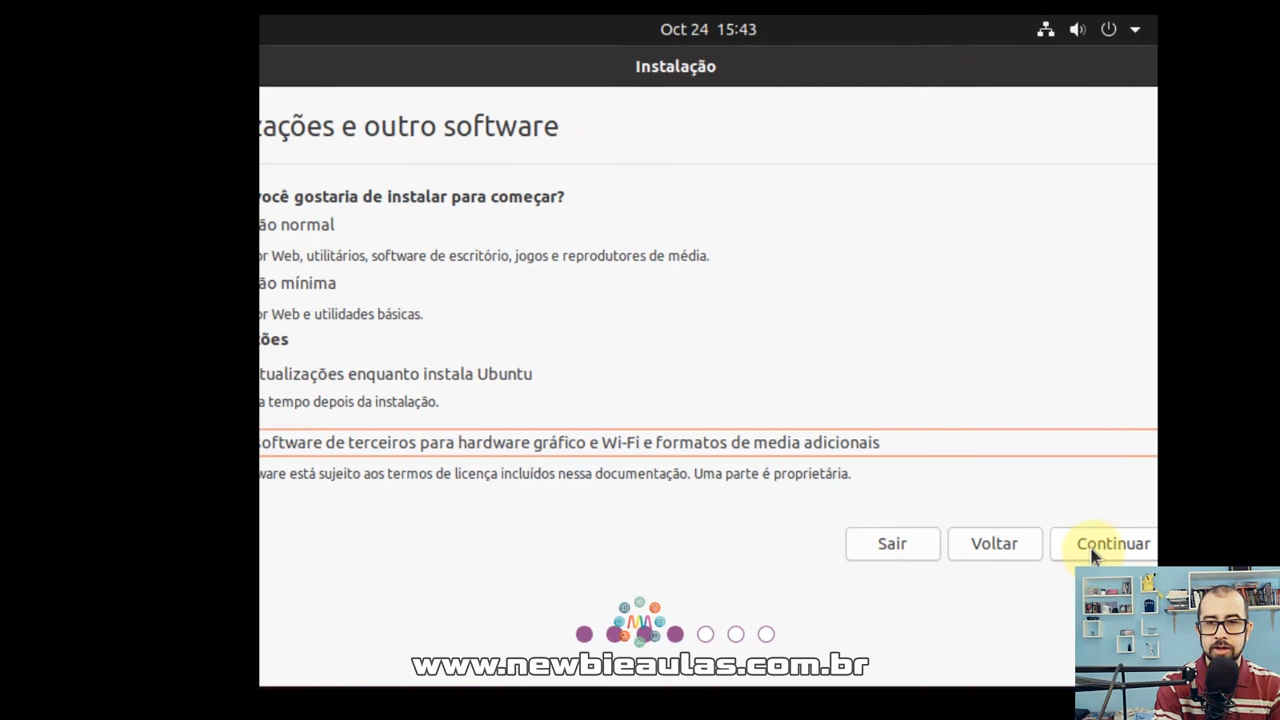 Oct 24 15:43
Instalação
zações e outro software
você gostaria de instalar para começar?
ão normal
or Web, utilitários, software de escritório, jogos e reprodutores de média.
ão mínima
or Web e utilidades básicas.
ções
tualizações enquanto instala Ubuntu
a tempo depois da instalação.
software de terceiros para hardware gráfico e Wi-Fi e formatos de media adicionais
ware está sujeito aos termos de licença incluídos nessa documentação. Uma parte é proprietária.
Sair Voltar Continuar
www.newbieaulas.com.br